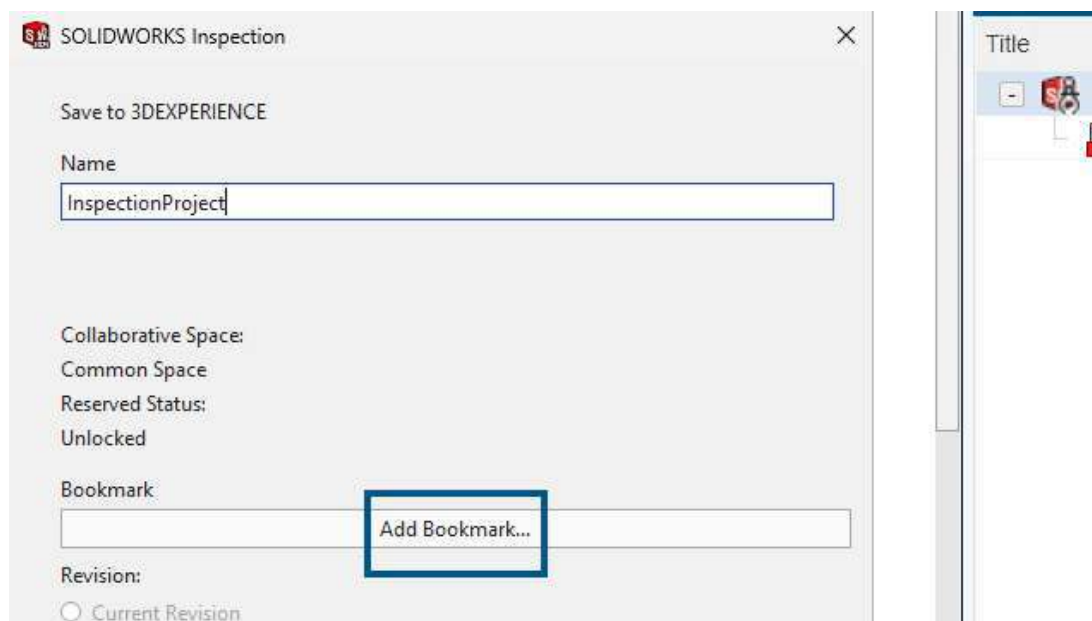 SOLIDWORKS Inspection
Save to 3DEXPERIENCE
Name
InspectionProject
Collaborative Space:
Common Space
Reserved Status:
Unlocked
Bookmark
Add Bookmark...
Revision:
Current Revision
Title